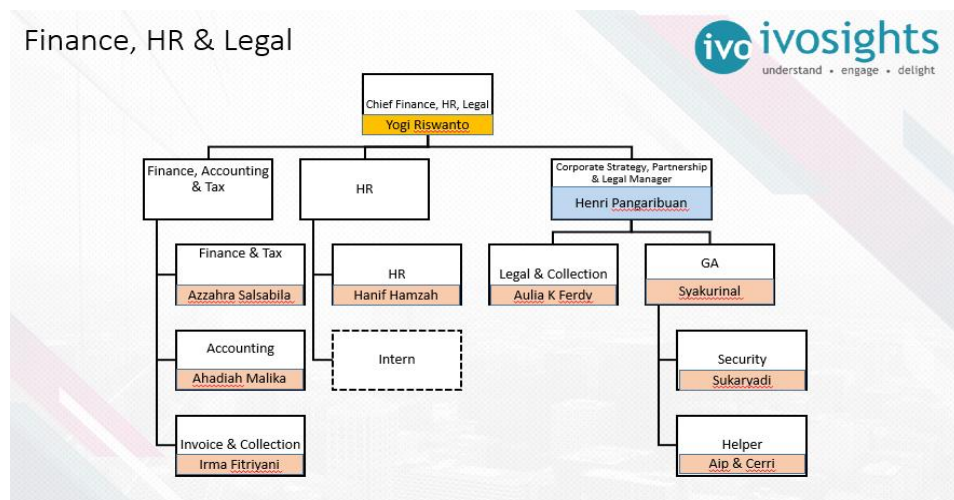 Finance, HR & Legal
ivo ivosights
understand • engage • delight
Chief Finance, HR, Legal
Yogi Riswanto
Finance, Accounting
& Tax
HR
Corporate Strategy, Partnership
& Legal Manager
Henri Pangaribuan
Finance & Tax
Azzahra Salsabila
HR
Hanif Hamzah
Legal & Collection
Aulia K Ferdy
GA
Syakurinal
Accounting
Ahadiah Malika
Intern
Security
Sukaryadi
Invoice & Collection
Irma Fitriyani
Helper
Aip & Cerri